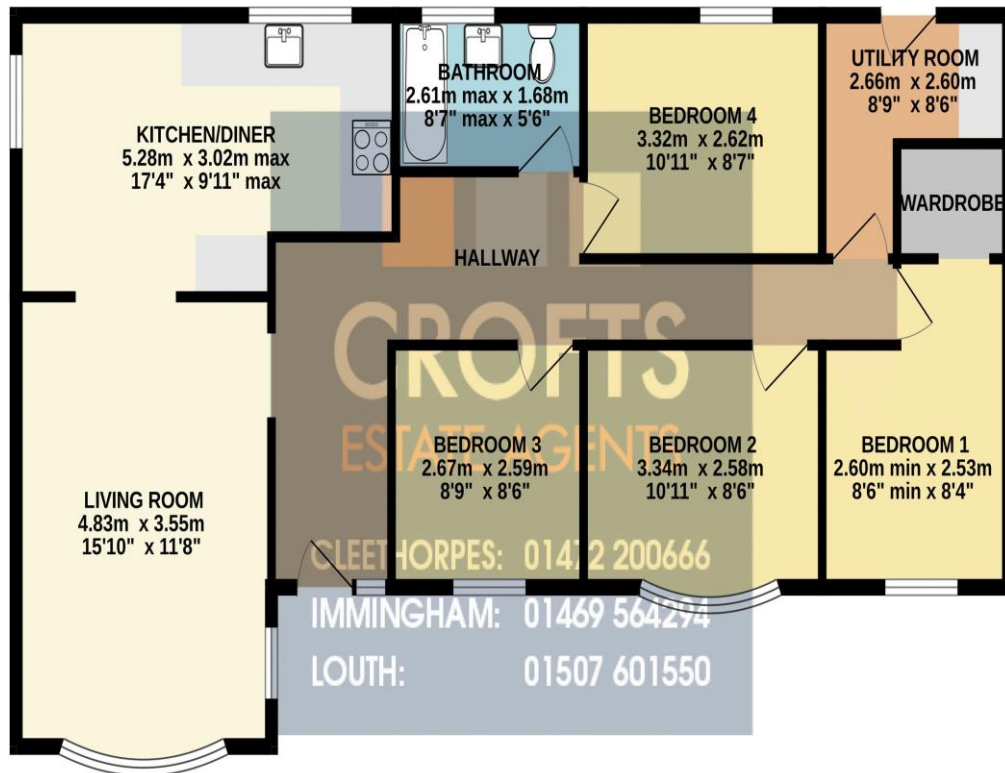 KITCHEN/DINER
5.28m x 3.02m max
17'4" x 9'11" max
BATHROOM
2.61m max x 1.68m
8'7" max x 5'6"
BEDROOM 4
3.32m x 2.62m
10'11" x 8'7"
UTILITY ROOM
2.66m x 2.60m
8'9" x 8'6"
WARDROBE
HALLWAY
CROFTS
ESTATE AGENTS
LIVING ROOM
4.83m x 3.55m
15'10" x 11'8"
BEDROOM 3
2.67m x 2.59m
8'9" x 8'6"
BEDROOM 2
3.34m x 2.58m
10'11" x 8'6"
BEDROOM 1
2.60m min x 2.53m
8'6" min x 8'4"
CLEETHORPES: 01472 200666
IMMINGHAM: 01469 564294
LOUTH: 01507 601550